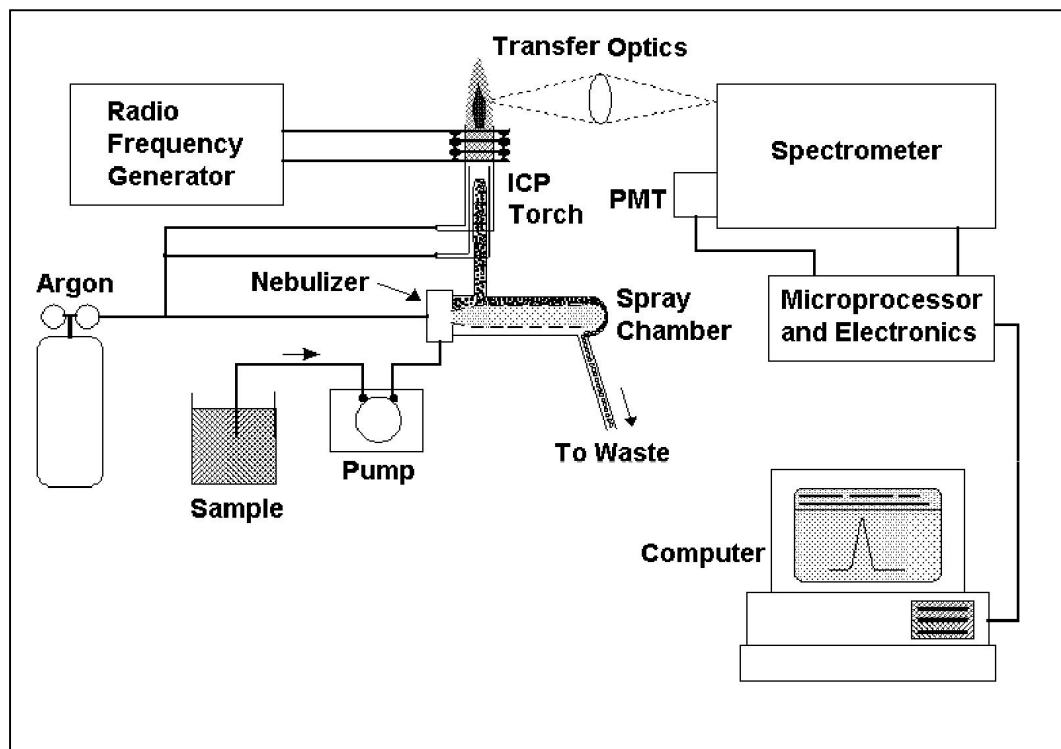 Transfer Optics
Radio
Frequency
Generator
Spectrometer
ICP
Torch
PMT
Argon
Nebulizer
Spray
Chamber
Microprocessor
and Electronics
Pump
To Waste
Sample
Computer